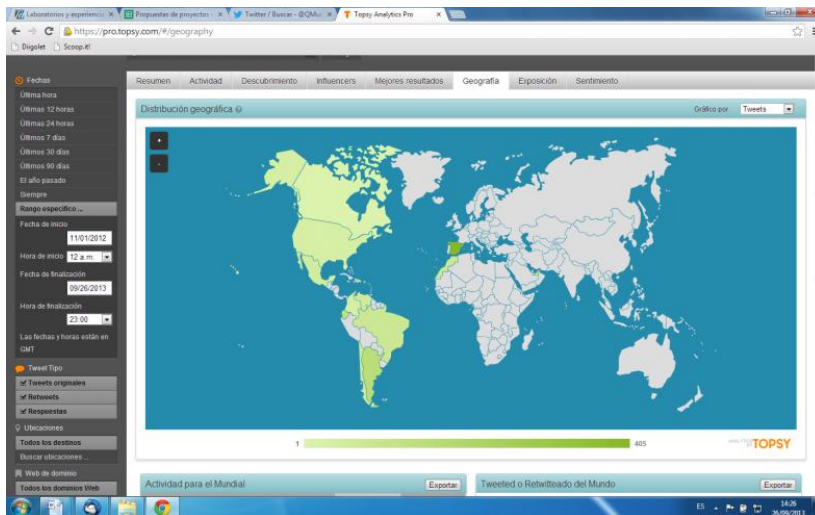 Laboratorios y experiencia
Propuestas de proyectos
Twitter / Buscar - @QMu
Topsy Analytics Pro
https://pro.topsy.com/#/geography
Diigolet
Scoop.it!
Resumen Actividad Descubrimiento Influencers Mejores resultados Geografía Exposición Sentimiento
Fechas
Última hora
Últimas 12 horas
Últimas 24 horas
Últimos 7 días
Últimos 30 días
Últimos 90 días
El año pasado
Siempre
Rango específico ...
Fecha de inicio
11/01/2012
Hora de inicio 12 a.m.
Fecha de finalización
09/26/2013
Hora de finalización
23:00
Las fechas y horas están en
GMT
Tweet Tipo
Tweets originales
Retweets
Respuestas
Ubicaciones
Todos los destinos
Buscar ubicaciones ...
Web de dominio
Todos los dominios Web
Distribución geográfica
Gráfico por: Tweets
+
-
1
405
ANALYTICS BY TOPSY
Actividad para el Mundial
Exportar
Tweeted o Retwitteado del Mundo
Exportar
ES
14:26
26/09/2013